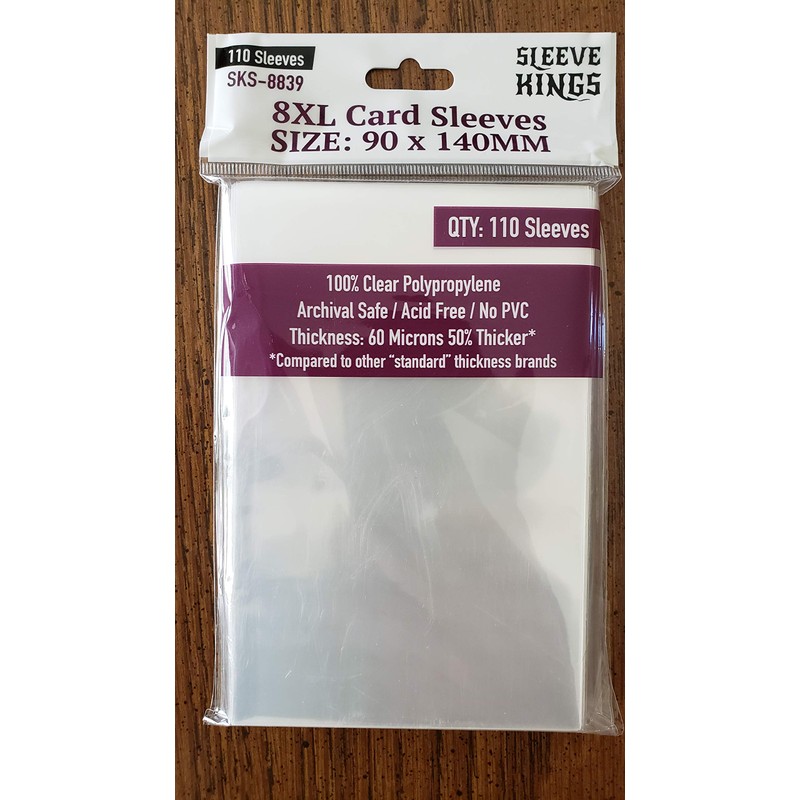 110 Sleeves
SKS-8839
SLEEVE
KINGS
8XL Card Sleeves
SIZE: 90 x 140MM
QTY: 110 Sleeves
100% Clear Polypropylene
Archival Safe / Acid Free / No PVC
Thickness: 60 Microns 50% Thicker*
*Compared to other “standard” thickness brands